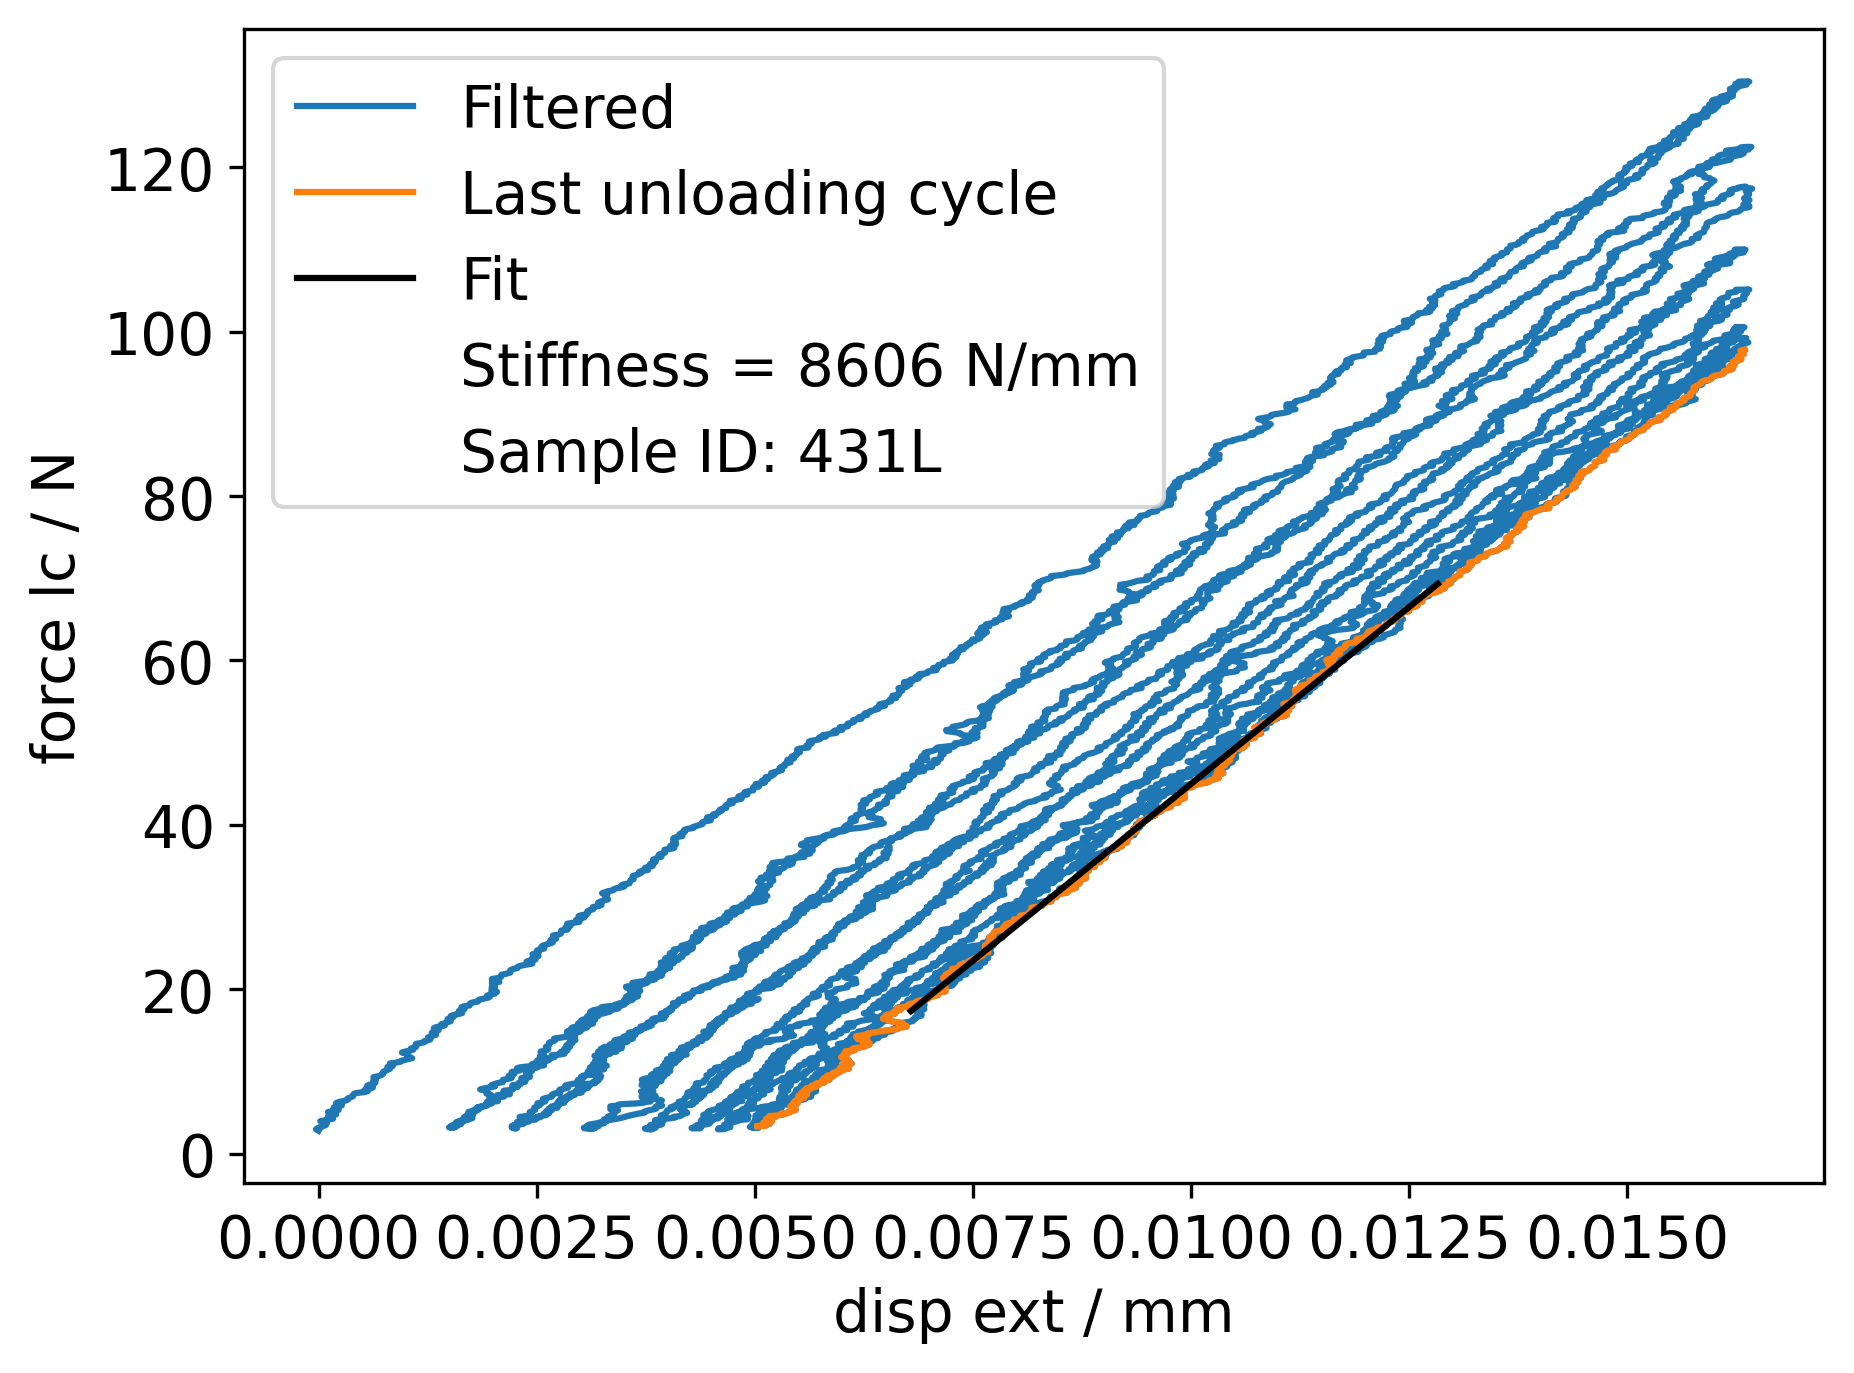 Filtered
Last unloading cycle
Fit
Stiffness = 8606 N/mm
Sample ID: 431L
120
100
80
60
40
20
0
force lc / N
0.0000 0.0025 0.0050 0.0075 0.0100 0.0125 0.0150
disp ext / mm